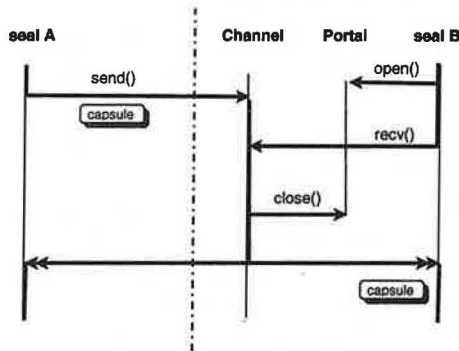 seal A Channel Portal seal B
open()
send()
capsule
recv()
close()
capsule